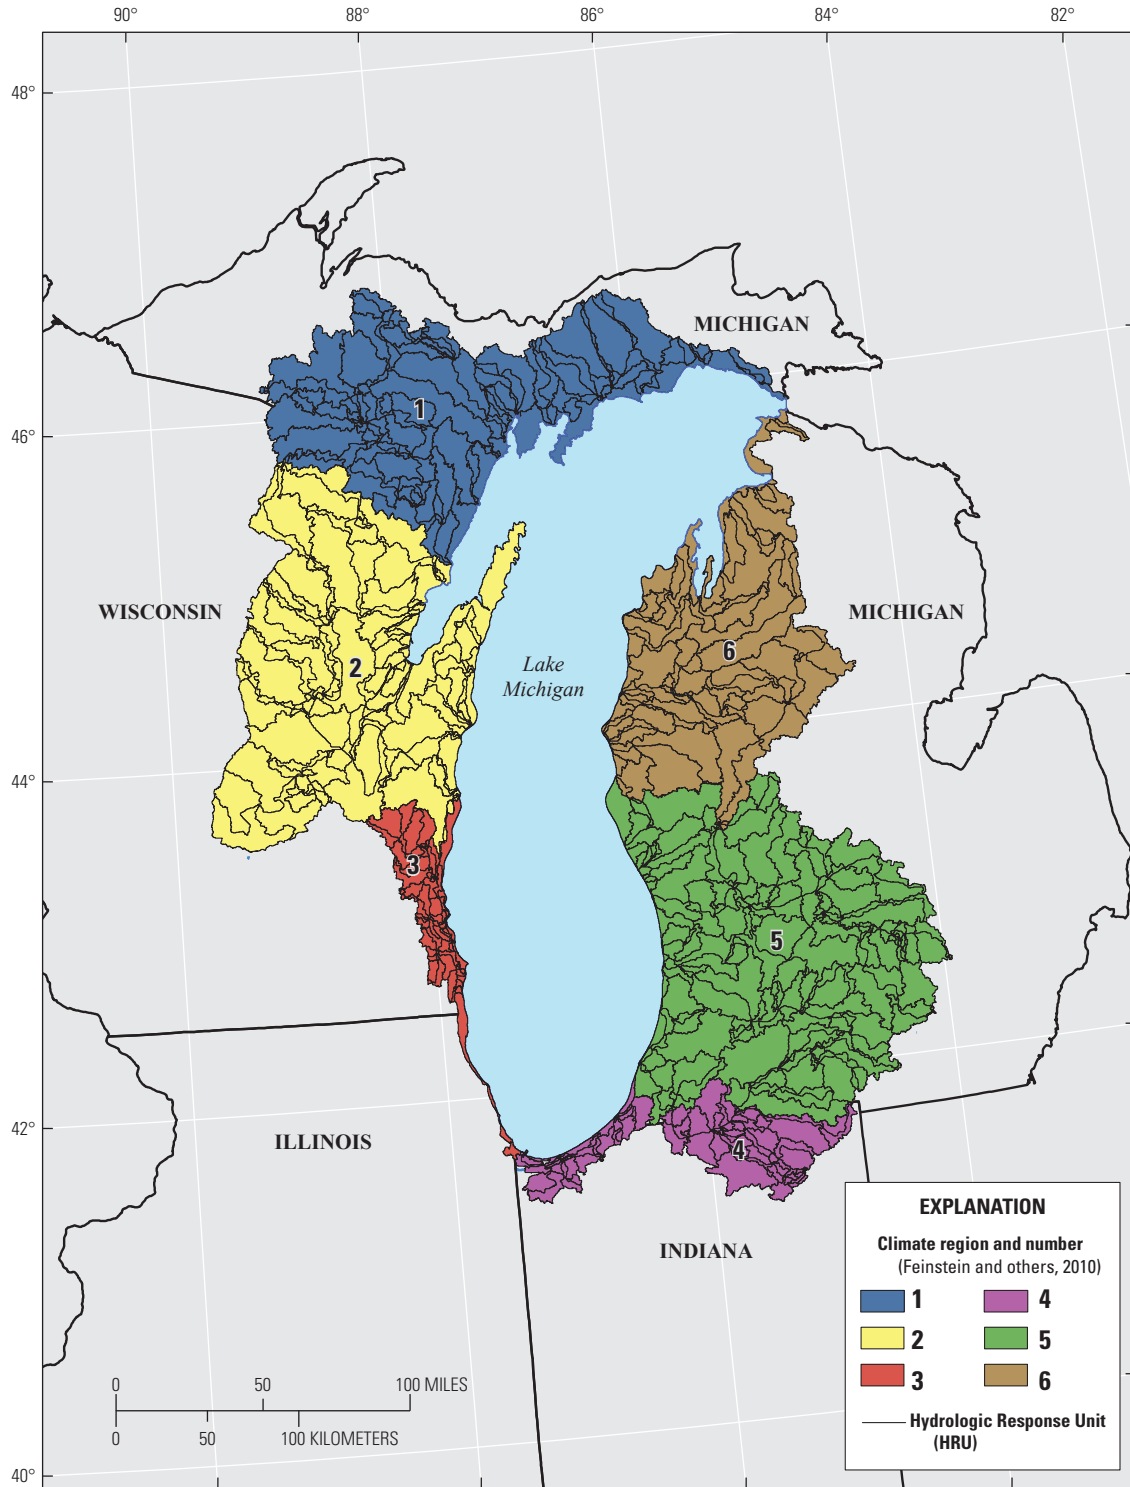 90°
88°
86°
84°
82°
48°
46°
44°
42°
40°
MICHIGAN
1
WISCONSIN
MICHIGAN
2
Lake
Michigan
6
3
5
ILLINOIS
4
INDIANA
EXPLANATION
Climate region and number
(Feinstein and others, 2010)
1
4
2
5
3
6
Hydrologic Response Unit
(HRU)
0
50
100 MILES
0
50
100 KILOMETERS